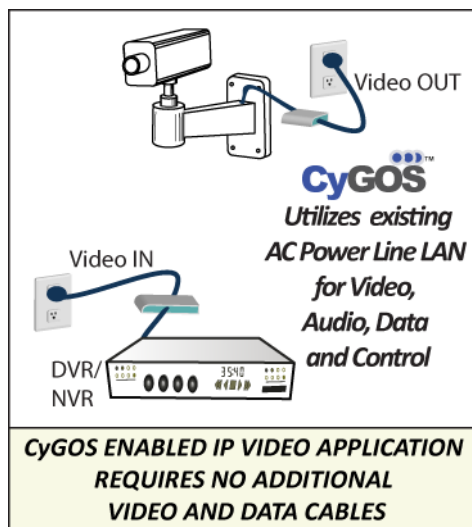 Video OUT
CyGOS™
Utilizes existing
AC Power Line LAN
for Video,
Audio, Data
and Control
Video IN
DVR/
NVR
3540
CyGOS ENABLED IP VIDEO APPLICATION
REQUIRES NO ADDITIONAL
VIDEO AND DATA CABLES